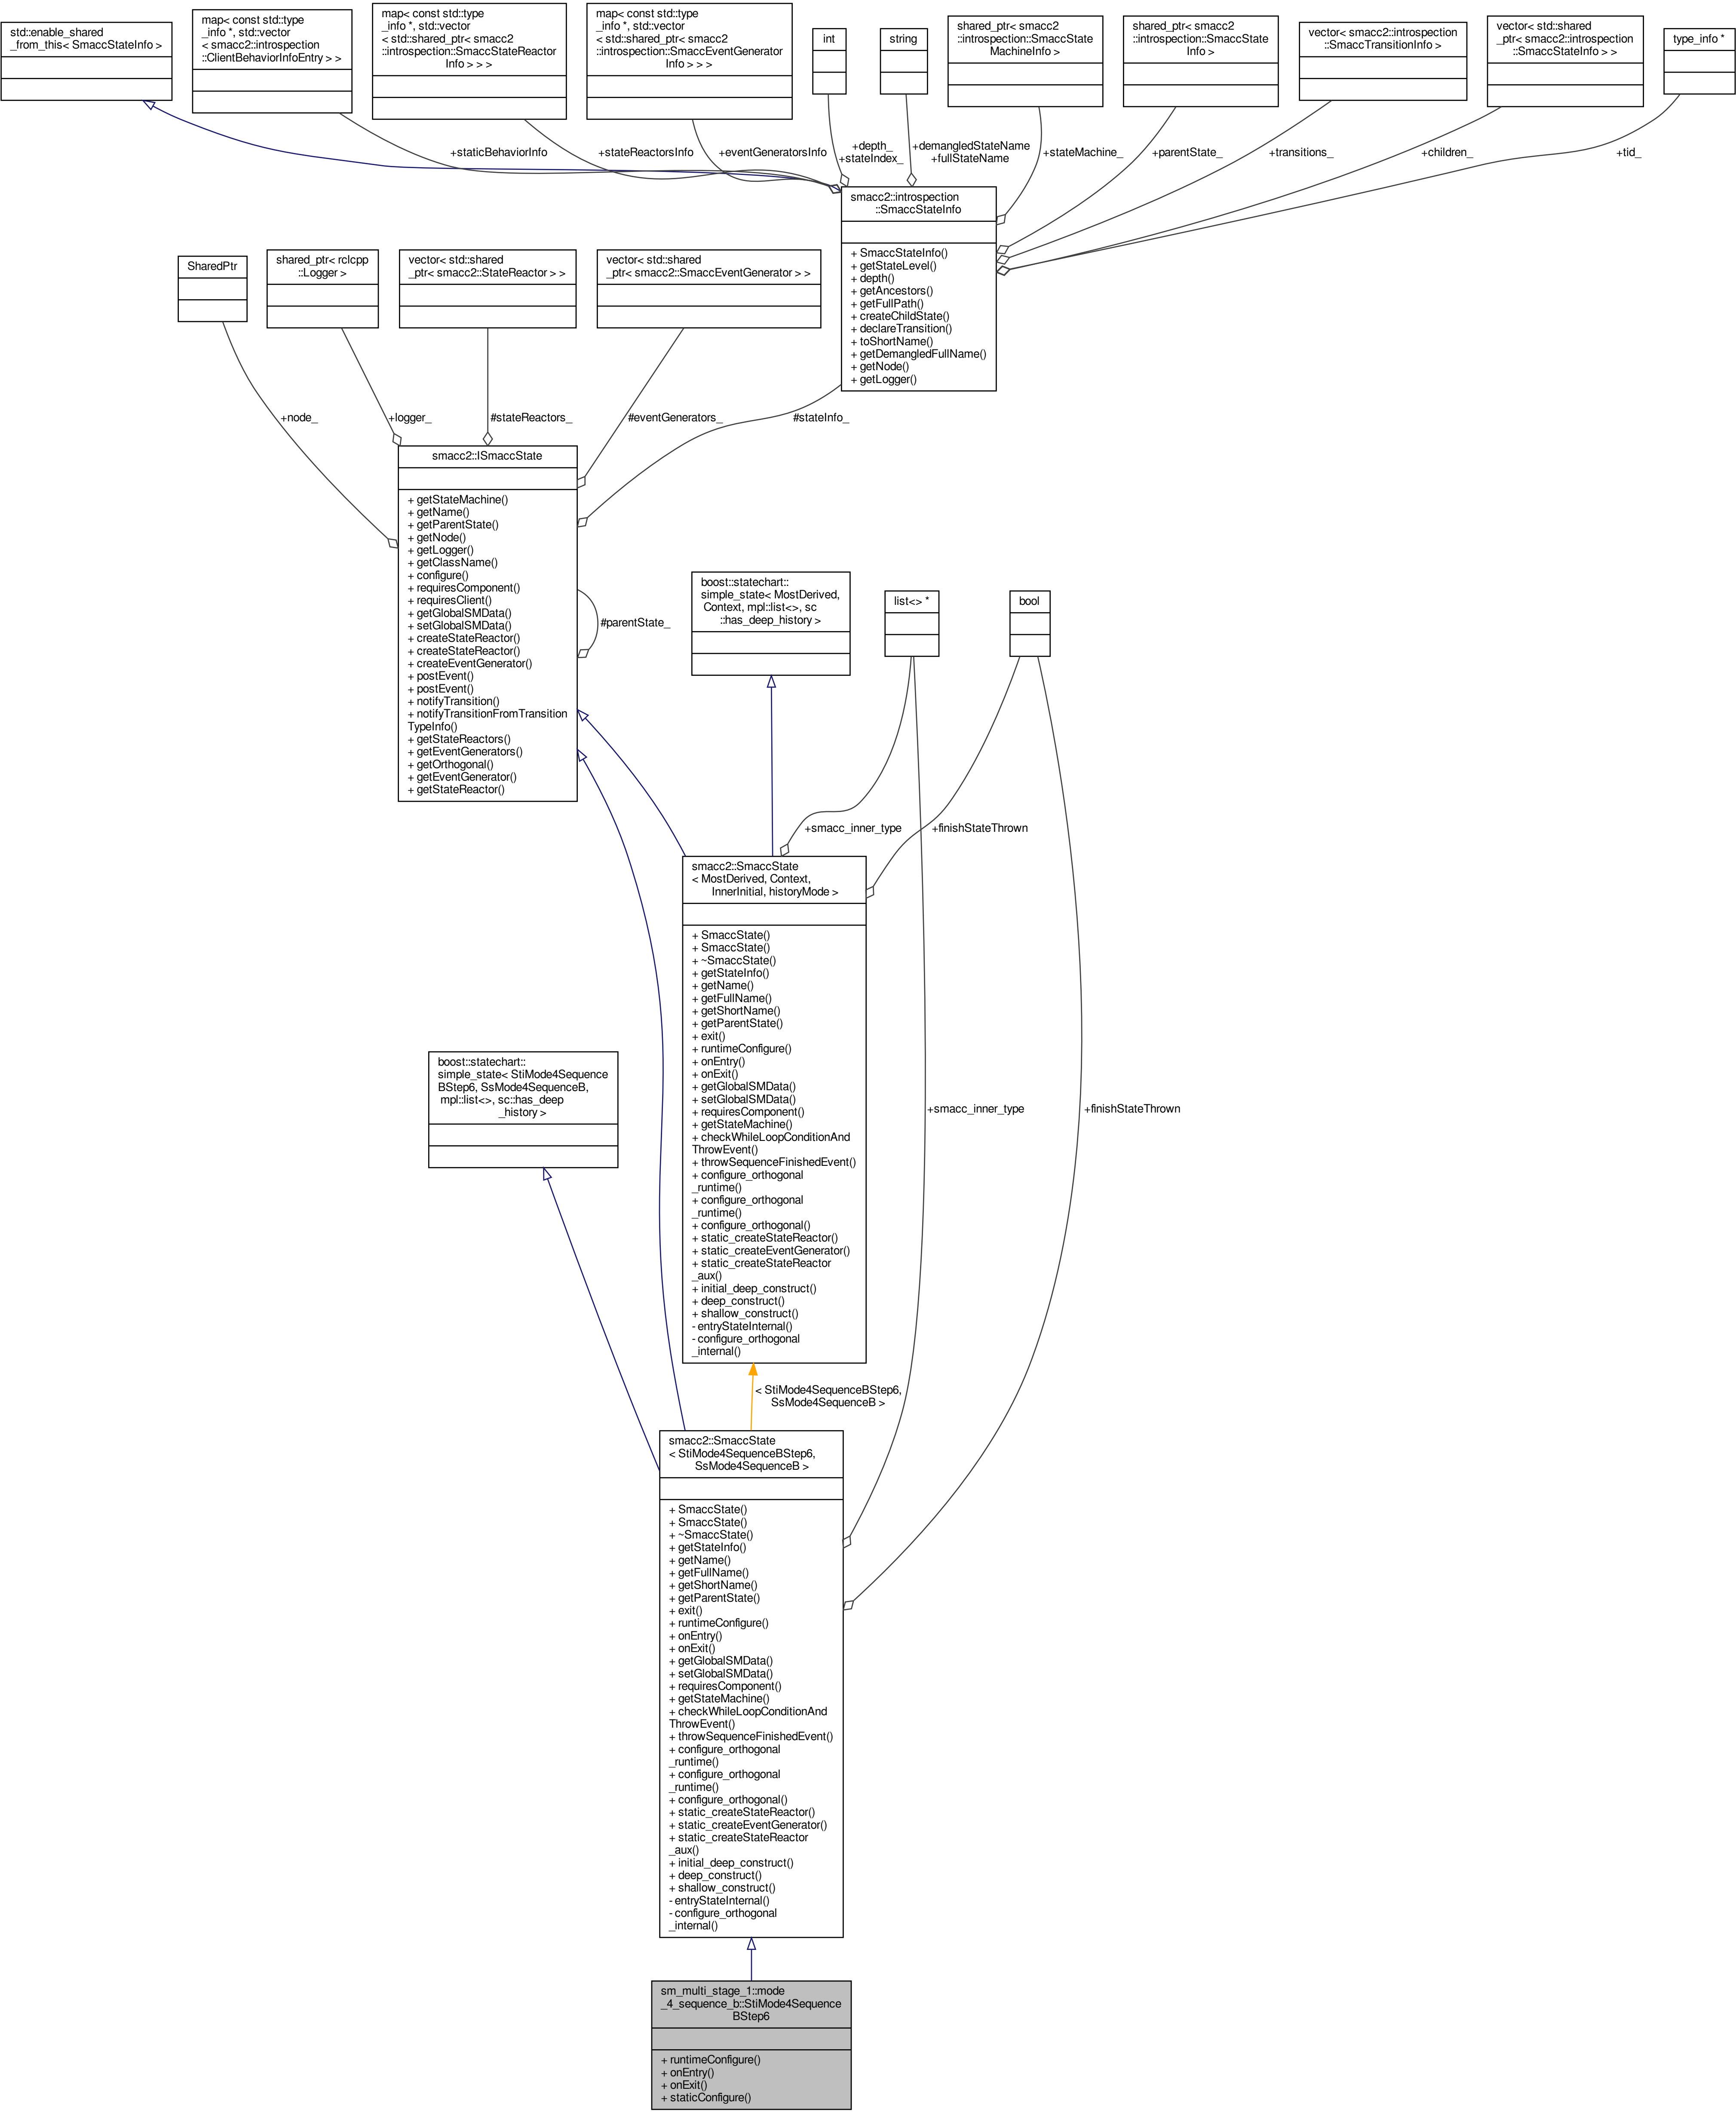 std::enable_shared
_from_this< SmaccStateInfo >
map< const std::type
_info *, std::vector
< smacc2::introspection
::ClientBehaviorInfoEntry > >
map< const std::type
_info *, std::vector
< std::shared_ptr< smacc2
::introspection::SmaccStateReactor
Info > > >
map< const std::type
_info *, std::vector
< std::shared_ptr< smacc2
::introspection::SmaccEventGenerator
Info > > >
int
string
shared_ptr< smacc2
::introspection::SmaccState
MachineInfo >
shared_ptr< smacc2
::introspection::SmaccState
Info >
vector< smacc2::introspection
::SmaccTransitionInfo >
vector< std::shared
_ptr< smacc2::introspection
::SmaccStateInfo > >
type_info *
+staticBehaviorInfo
+stateReactorsInfo
+eventGeneratorsInfo
+depth_
+stateIndex_
+demangledStateName
+fullStateName
+stateMachine_
+parentState_
+transitions_
+children_
+tid_
smacc2::introspection
::SmaccStateInfo
+ SmaccStateInfo()
+ getStateLevel()
+ depth()
+ getAncestors()
+ getFullPath()
+ createChildState()
+ declareTransition()
+ toShortName()
+ getDemangledFullName()
+ getNode()
+ getLogger()
SharedPtr
shared_ptr< rclcpp
::Logger >
vector< std::shared
_ptr< smacc2::StateReactor > >
vector< std::shared
_ptr< smacc2::SmaccEventGenerator > >
+node_
+logger_
#stateReactors_
#eventGenerators_
#stateInfo_
smacc2::ISmaccState
+ getStateMachine()
+ getName()
+ getParentState()
+ getNode()
+ getLogger()
+ getClassName()
+ configure()
+ requiresComponent()
+ requiresClient()
+ getGlobalSMData()
+ setGlobalSMData()
+ createStateReactor()
+ createStateReactor()
+ createEventGenerator()
+ postEvent()
+ postEvent()
+ notifyTransition()
+ notifyTransitionFromTransition
TypeInfo()
+ getStateReactors()
+ getEventGenerators()
+ getOrthogonal()
+ getEventGenerator()
+ getStateReactor()
#parentState_
boost::statechart::
simple_state< MostDerived,
Context, mpl::list<>, sc
::has_deep_history >
list<> *
bool
+smacc_inner_type
+finishStateThrown
smacc2::SmaccState
< MostDerived, Context,
InnerInitial, historyMode >
+ SmaccState()
+ SmaccState()
+ ~SmaccState()
+ getStateInfo()
+ getName()
+ getFullName()
+ getShortName()
+ getParentState()
+ exit()
+ runtimeConfigure()
+ onEntry()
+ onExit()
+ getGlobalSMData()
+ setGlobalSMData()
+ requiresComponent()
+ getStateMachine()
+ checkWhileLoopConditionAnd
ThrowEvent()
+ throwSequenceFinishedEvent()
+ configure_orthogonal
_runtime()
+ configure_orthogonal
_runtime()
+ configure_orthogonal()
+ static_createStateReactor()
+ static_createEventGenerator()
+ static_createStateReactor
_aux()
+ initial_deep_construct()
+ deep_construct()
+ shallow_construct()
- entryStateInternal()
- configure_orthogonal
_internal()
boost::statechart::
simple_state< StiMode4Sequence
BStep6, SsMode4SequenceB,
mpl::list<>, sc::has_deep
_history >
+smacc_inner_type
+finishStateThrown
< StiMode4SequenceBStep6,
SsMode4SequenceB >
smacc2::SmaccState
< StiMode4SequenceBStep6,
SsMode4SequenceB >
+ SmaccState()
+ SmaccState()
+ ~SmaccState()
+ getStateInfo()
+ getName()
+ getFullName()
+ getShortName()
+ getParentState()
+ exit()
+ runtimeConfigure()
+ onEntry()
+ onExit()
+ getGlobalSMData()
+ setGlobalSMData()
+ requiresComponent()
+ getStateMachine()
+ checkWhileLoopConditionAnd
ThrowEvent()
+ throwSequenceFinishedEvent()
+ configure_orthogonal
_runtime()
+ configure_orthogonal
_runtime()
+ configure_orthogonal()
+ static_createStateReactor()
+ static_createEventGenerator()
+ static_createStateReactor
_aux()
+ initial_deep_construct()
+ deep_construct()
+ shallow_construct()
- entryStateInternal()
- configure_orthogonal
_internal()
sm_multi_stage_1::mode
_4_sequence_b::StiMode4Sequence
BStep6
+ runtimeConfigure()
+ onEntry()
+ onExit()
+ staticConfigure()